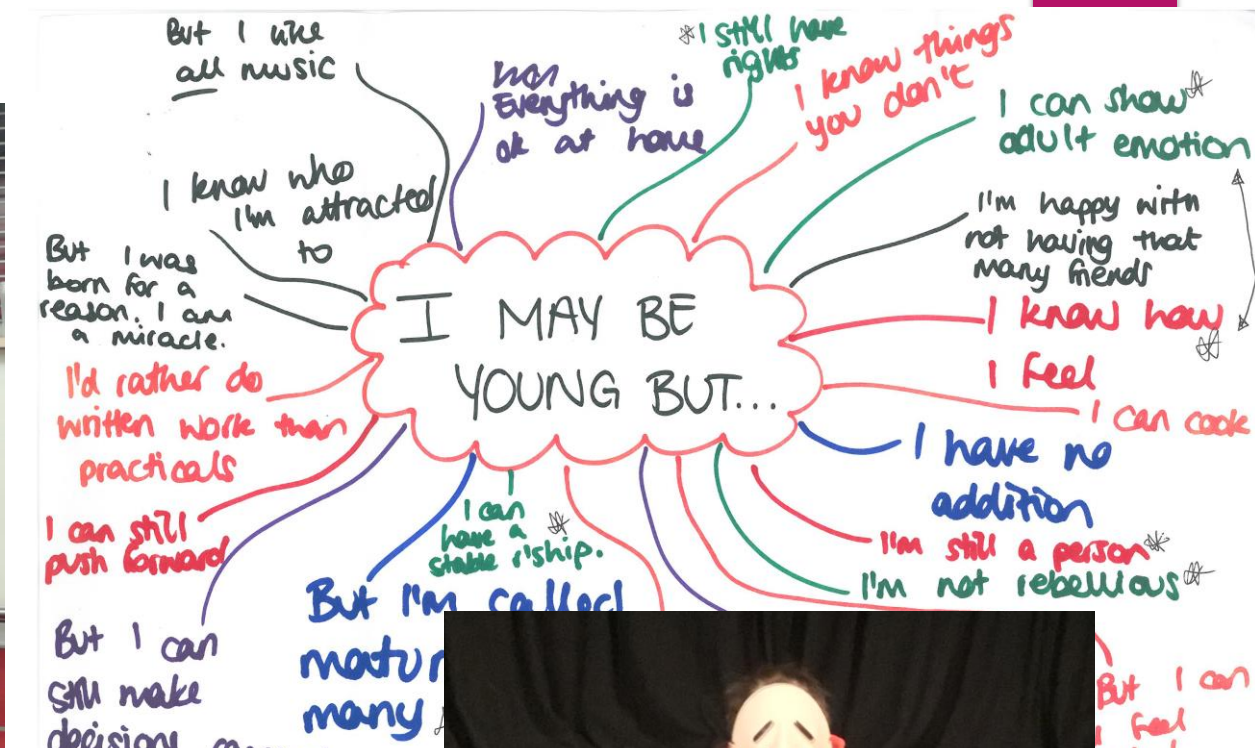 But I like
all music
Everything is
ok at home
I still have
rights
I know things
you don't
I can show
adult emotion
I know who
I'm attracted
to
I'm happy with
not having that
many friends
But I was
born for a
reason. I am
a miracle.
I MAY BE
YOUNG BUT...
I know how
I feel
I'd rather do
written work than
practicals
I can cook
I have no
addition
I can still
push forward
I can
have a
stable r'ship.
I'm still a person
I'm not rebellious
But I'm called
many
But I can
still make
decisions
But I can
feel